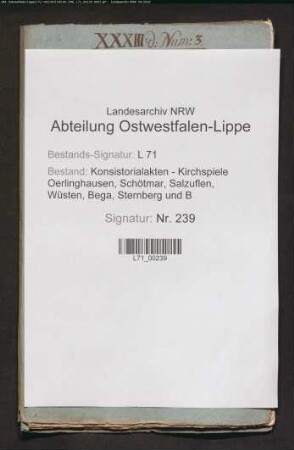 XXXIII d: Num: 3.
Landesarchiv NRW
Abteilung Ostwestfalen-Lippe
Bestands-Signatur: L 71
Bestand: Konsistorialakten - Kirchspiele
Oerlinghausen, Schötmar, Salzuflen,
Wüsten, Bega, Sternberg und B
Signatur: Nr. 239
L71_00239